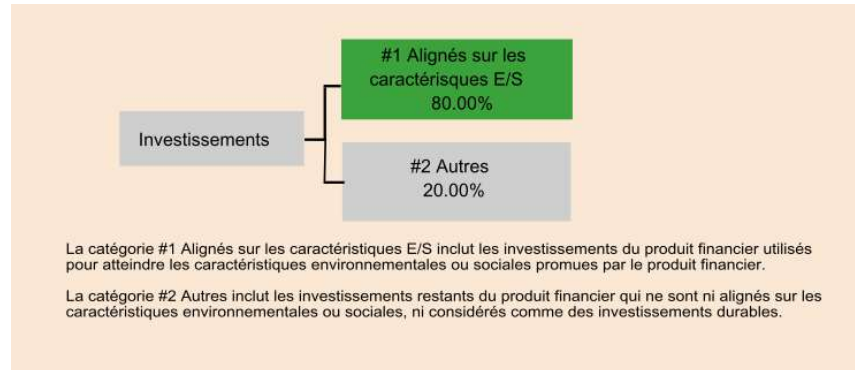 #1 Alignés sur les
caractérisques E/S
80.00%
Investissements
#2 Autres
20.00%
La catégorie #1 Alignés sur les caractéristiques E/S inclut les investissements du produit financier utilisés
pour atteindre les caractéristiques environnementales ou sociales promues par le produit financier.
La catégorie #2 Autres inclut les investissements restants du produit financier qui ne sont ni alignés sur les
caractéristiques environnementales ou sociales, ni considérés comme des investissements durables.